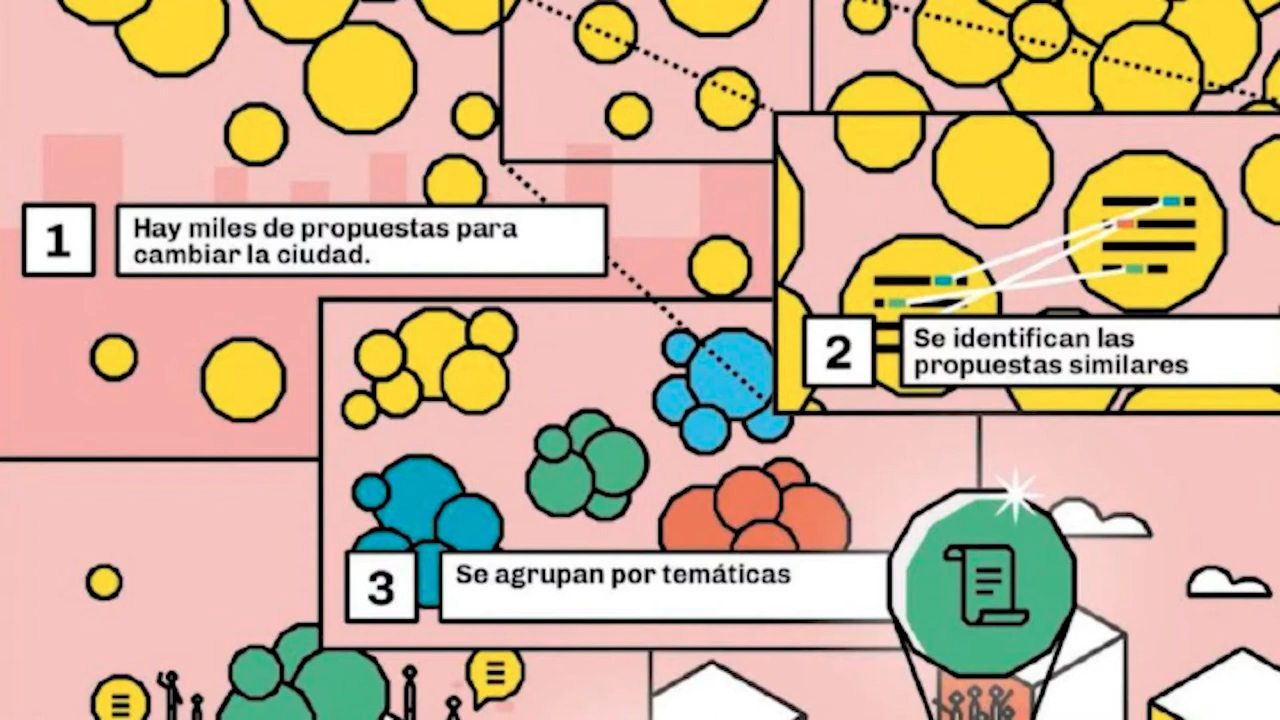 1
Hay miles de propuestas para
cambiar la ciudad.
2
Se identifican las
propuestas similares
3
Se agrupan por temáticas